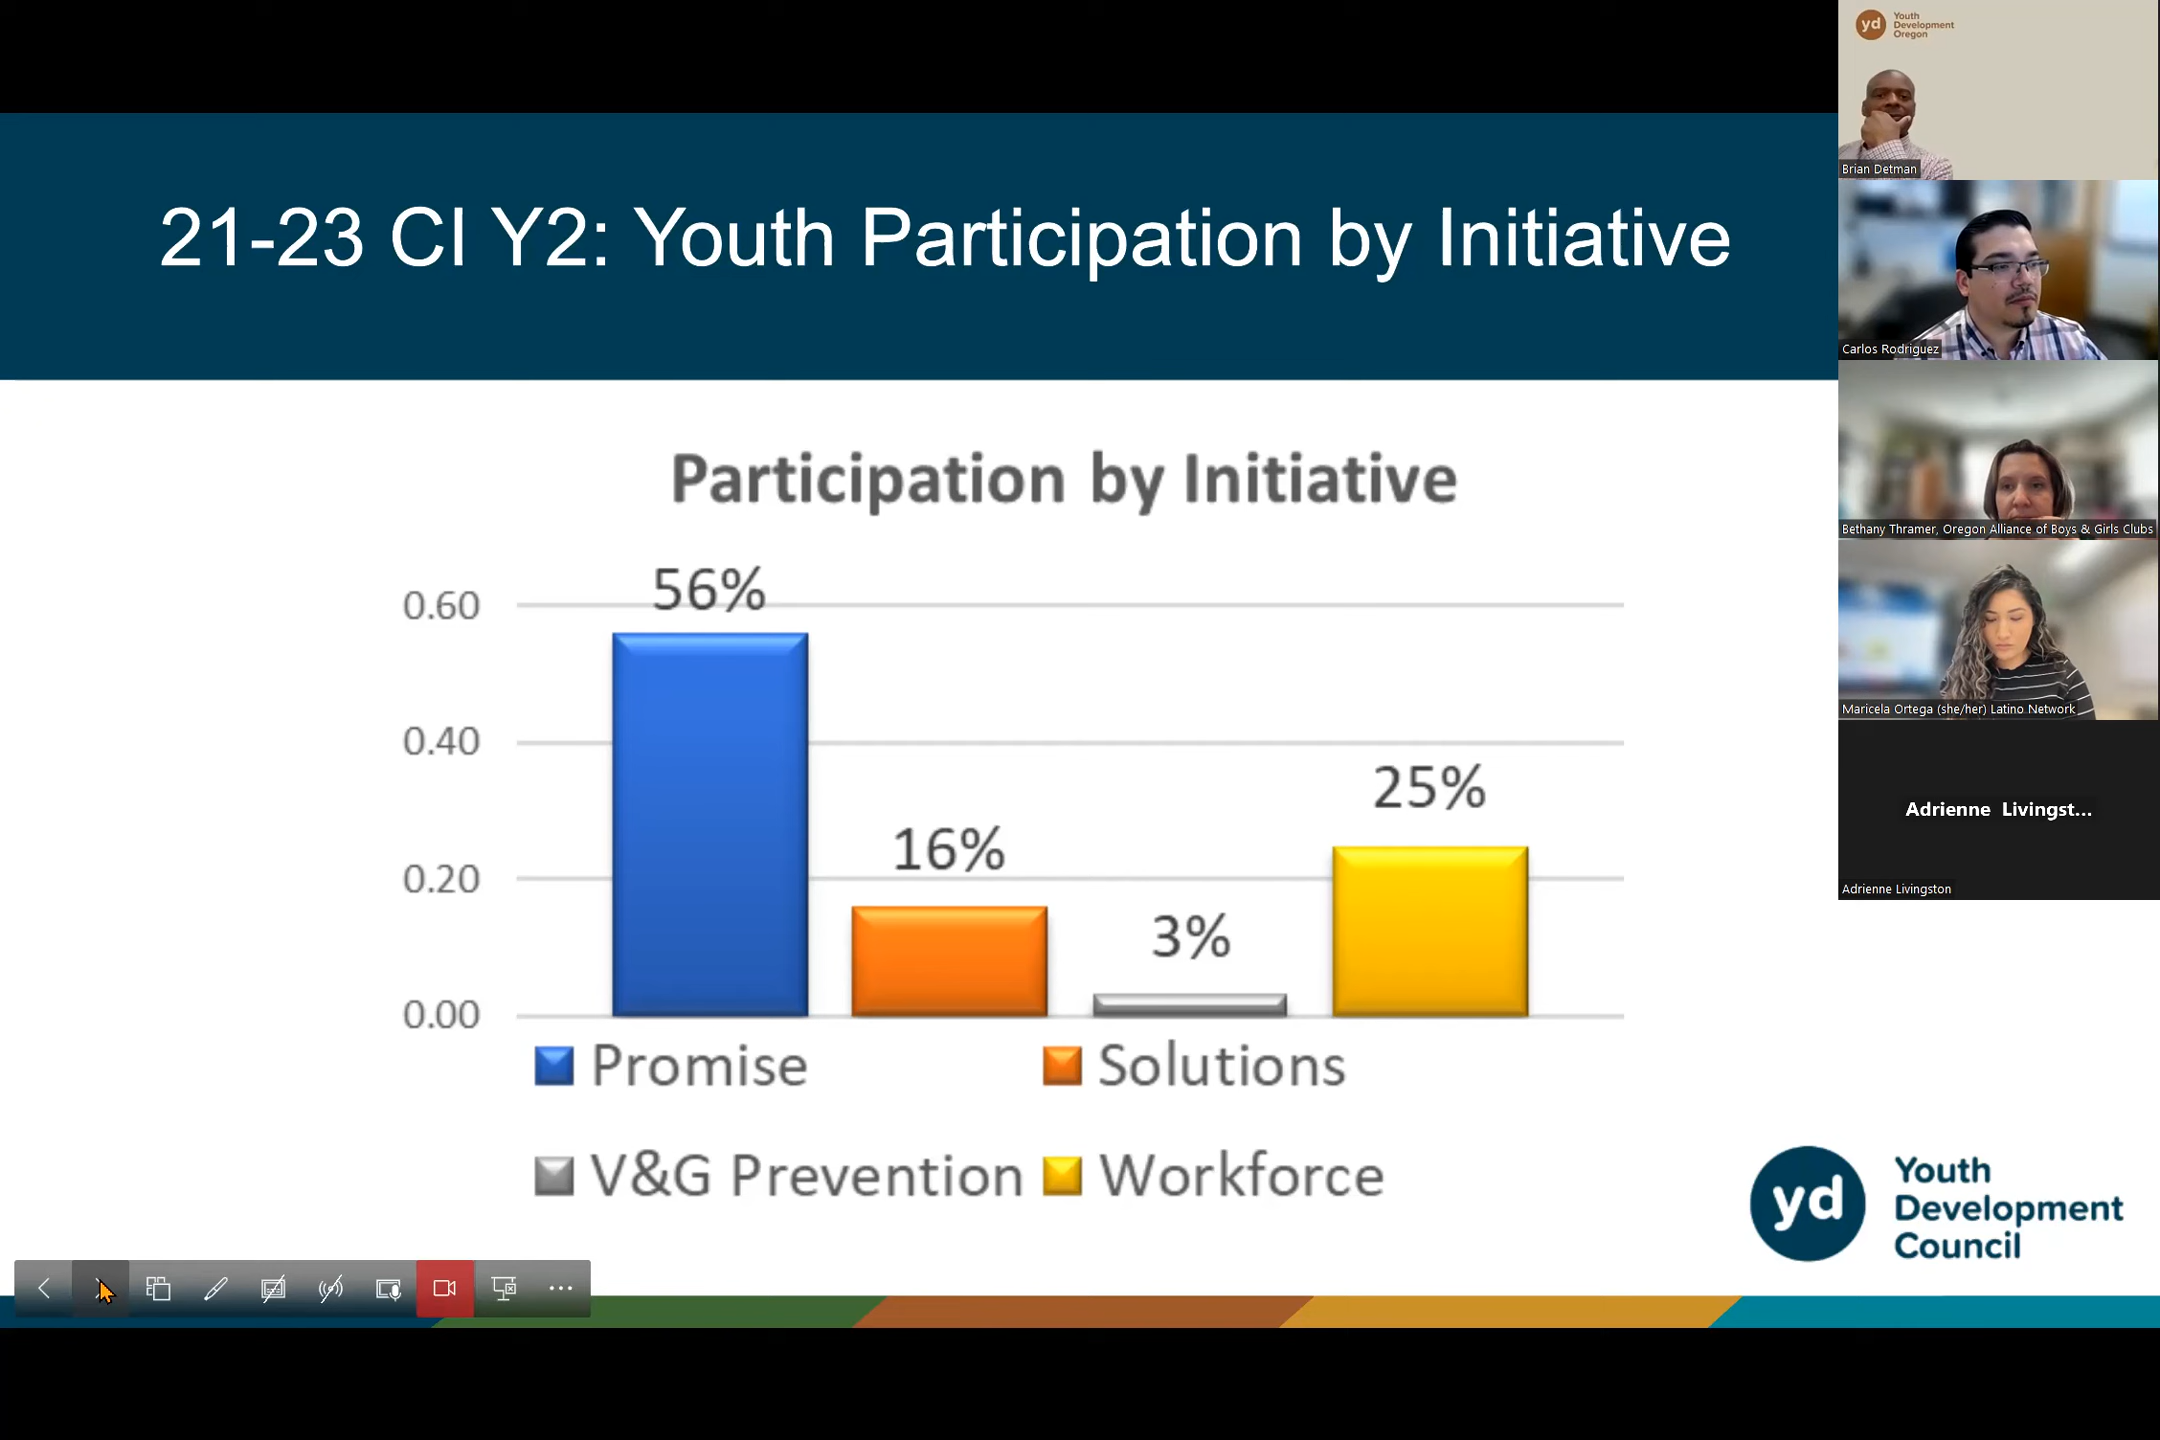 21-23 CI Y2: Youth Participation by Initiative
Participation by Initiative
0.60
0.40
0.20
0.00
56%
16%
3%
25%
Promise
Solutions
V&G Prevention
Workforce
yd
Youth
Development
Council
yd
Youth
Development
Oregon
Brian Detman
Carlos Rodriguez
Bethany Thramer, Oregon Alliance of Boys & Girls Clubs
Maricela Ortega (she/her) Latino Network
Adrienne Livingst...
Adrienne Livingston